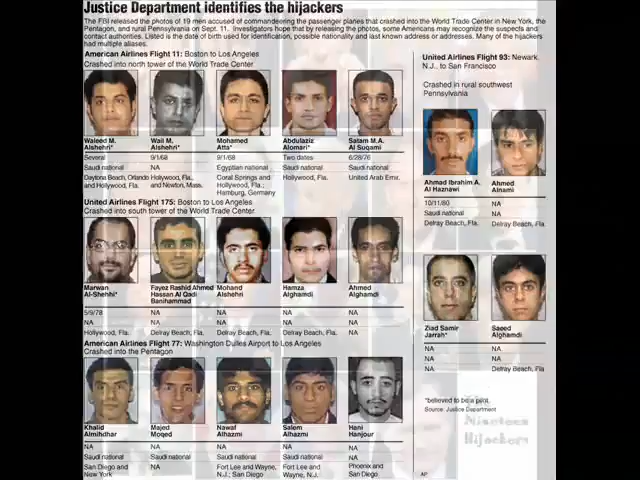 Justice Department identifies the hijackers
The FBI released the photos of 19 men accused of commandeering the passenger planes that crashed into the World Trade Center in New York, the
Pentagon, and rural Pennsylvania on Sept. 11. Investigators hope that by releasing the photos, some Americans may recognize the suspects and
contact authorities. Listed is the date of birth used for identification, possible nationality and last known address or addresses. Many of the hijackers
had multiple aliases.
American Airlines Flight 11: Boston to Los Angeles
Crashed into north tower of the World Trade Center
Waleed M. Alshehri* Wail M. Alshehri* Mohamed Atta* Abdulaziz Alomari* Satam M.A. Al Suqami
Several 9/1/68 9/1/68 Two dates 6/28/76
Saudi national NA Egyptian national Saudi national Saudi national
Daytona Beach, Orlando and Hollywood, Fla. Hollywood, Fla., and Newton, Mass. Coral Springs and Hollywood, Fla.; Hamburg, Germany Hollywood, Fla. United Arab Emir.
United Airlines Flight 175: Boston to Los Angeles
Crashed into south tower of the World Trade Center
Marwan Al-Shehhi* Fayez Rashid Ahmed Hassan Al Qadi Banihammad Mohand Alshehri Hamza Alghamdi Ahmed Alghamdi
5/9/78 NA NA NA NA
NA NA NA NA NA
Hollywood, Fla. Delray Beach, Fla. Delray Beach, Fla. Delray Beach, Fla. Delray Beach, Fla.
American Airlines Flight 77: Washington Dulles Airport to Los Angeles
Crashed into the Pentagon
Khalid Almihdhar Majed Moqed Nawaf Alhazmi Salem Alhazmi Hani Hanjour
NA NA NA NA NA
Saudi national Saudi national Saudi national Saudi national NA
San Diego and New York NA Fort Lee and Wayne, N.J.; San Diego Fort Lee and Wayne, N.J. Phoenix and San Diego
United Airlines Flight 93: Newark,
N.J., to San Francisco
Crashed in rural southwest
Pennsylvania
Ahmad Ibrahim A. Al Haznawi Ahmed Alnami
10/11/80 NA
Saudi national NA
Delray Beach, Fla. Delray Beach, Fla.
Ziad Samir Jarrah* Saeed Alghamdi
NA NA
NA NA
NA Delray Beach, Fla
*believed to be a pilot.
Source: Justice Department
The
Nineteen
Hijackers
AP